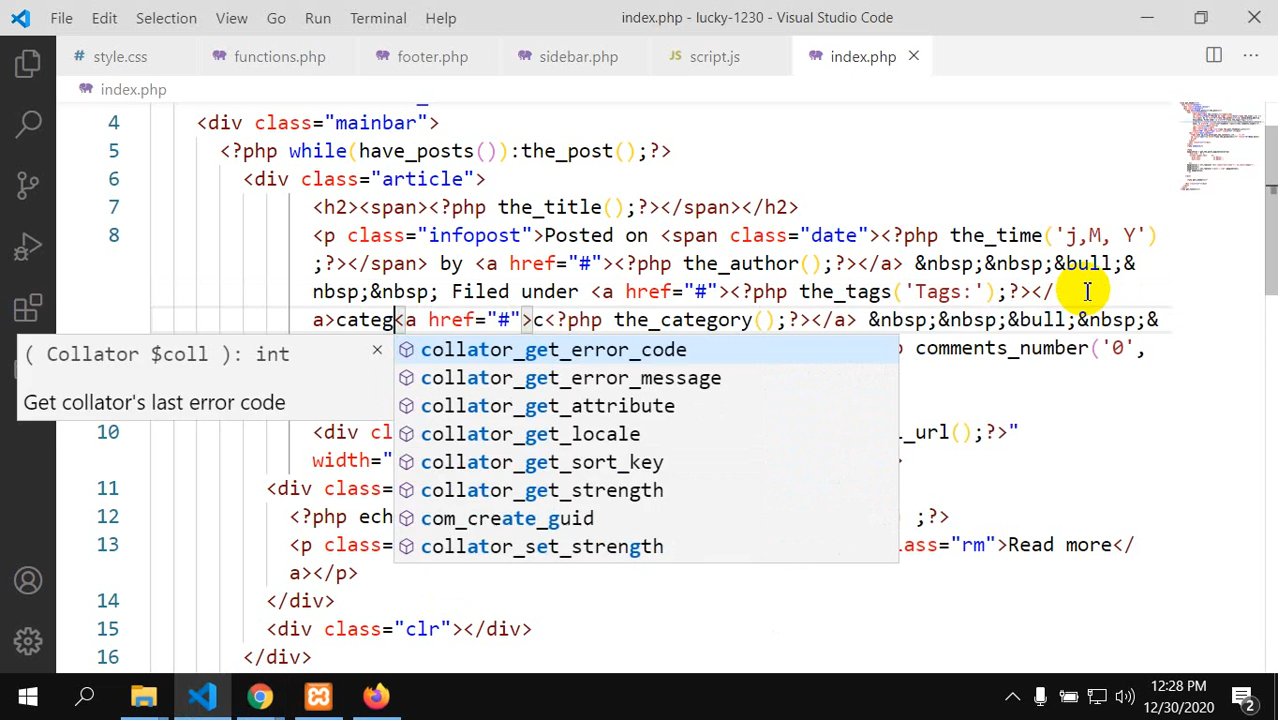 File Edit Selection View Go Run Terminal Help index.php - lucky-1230 - Visual Studio Code
# style.css functions.php footer.php sidebar.php JS script.js index.php
index.php
4 <div class="mainbar">
5 <?php while(have_posts()):the_post();?>
6 <div class="article">
7 <h2><span><?php the_title();?></span></h2>
8 <p class="infopost">Posted on <span class="date"><?php the_time('j,M, Y')
;?></span> by <a href="#"><?php the_author();?></a> &nbsp;&nbsp;&bull;&
nbsp;&nbsp; Filed under <a href="#"><?php the_tags('Tags:');?></
a>categ<a href="#">c<?php the_category();?></a> &nbsp;&nbsp;&bull;&nbsp;&
comments_number('0',
( Collator $coll ): int
Get collator's last error code
collator_get_error_code
collator_get_error_message
collator_get_attribute
collator_get_locale
collator_get_sort_key
collator_get_strength
com_create_guid
collator_set_strength
10 <div cl l_url();?>"
width="
11 <div class=
12 <?php ech ;?>
13 <p class= lass="rm">Read more</
a></p>
14 </div>
15 <div class="clr"></div>
16 </div>
12:28 PM
12/30/2020
2